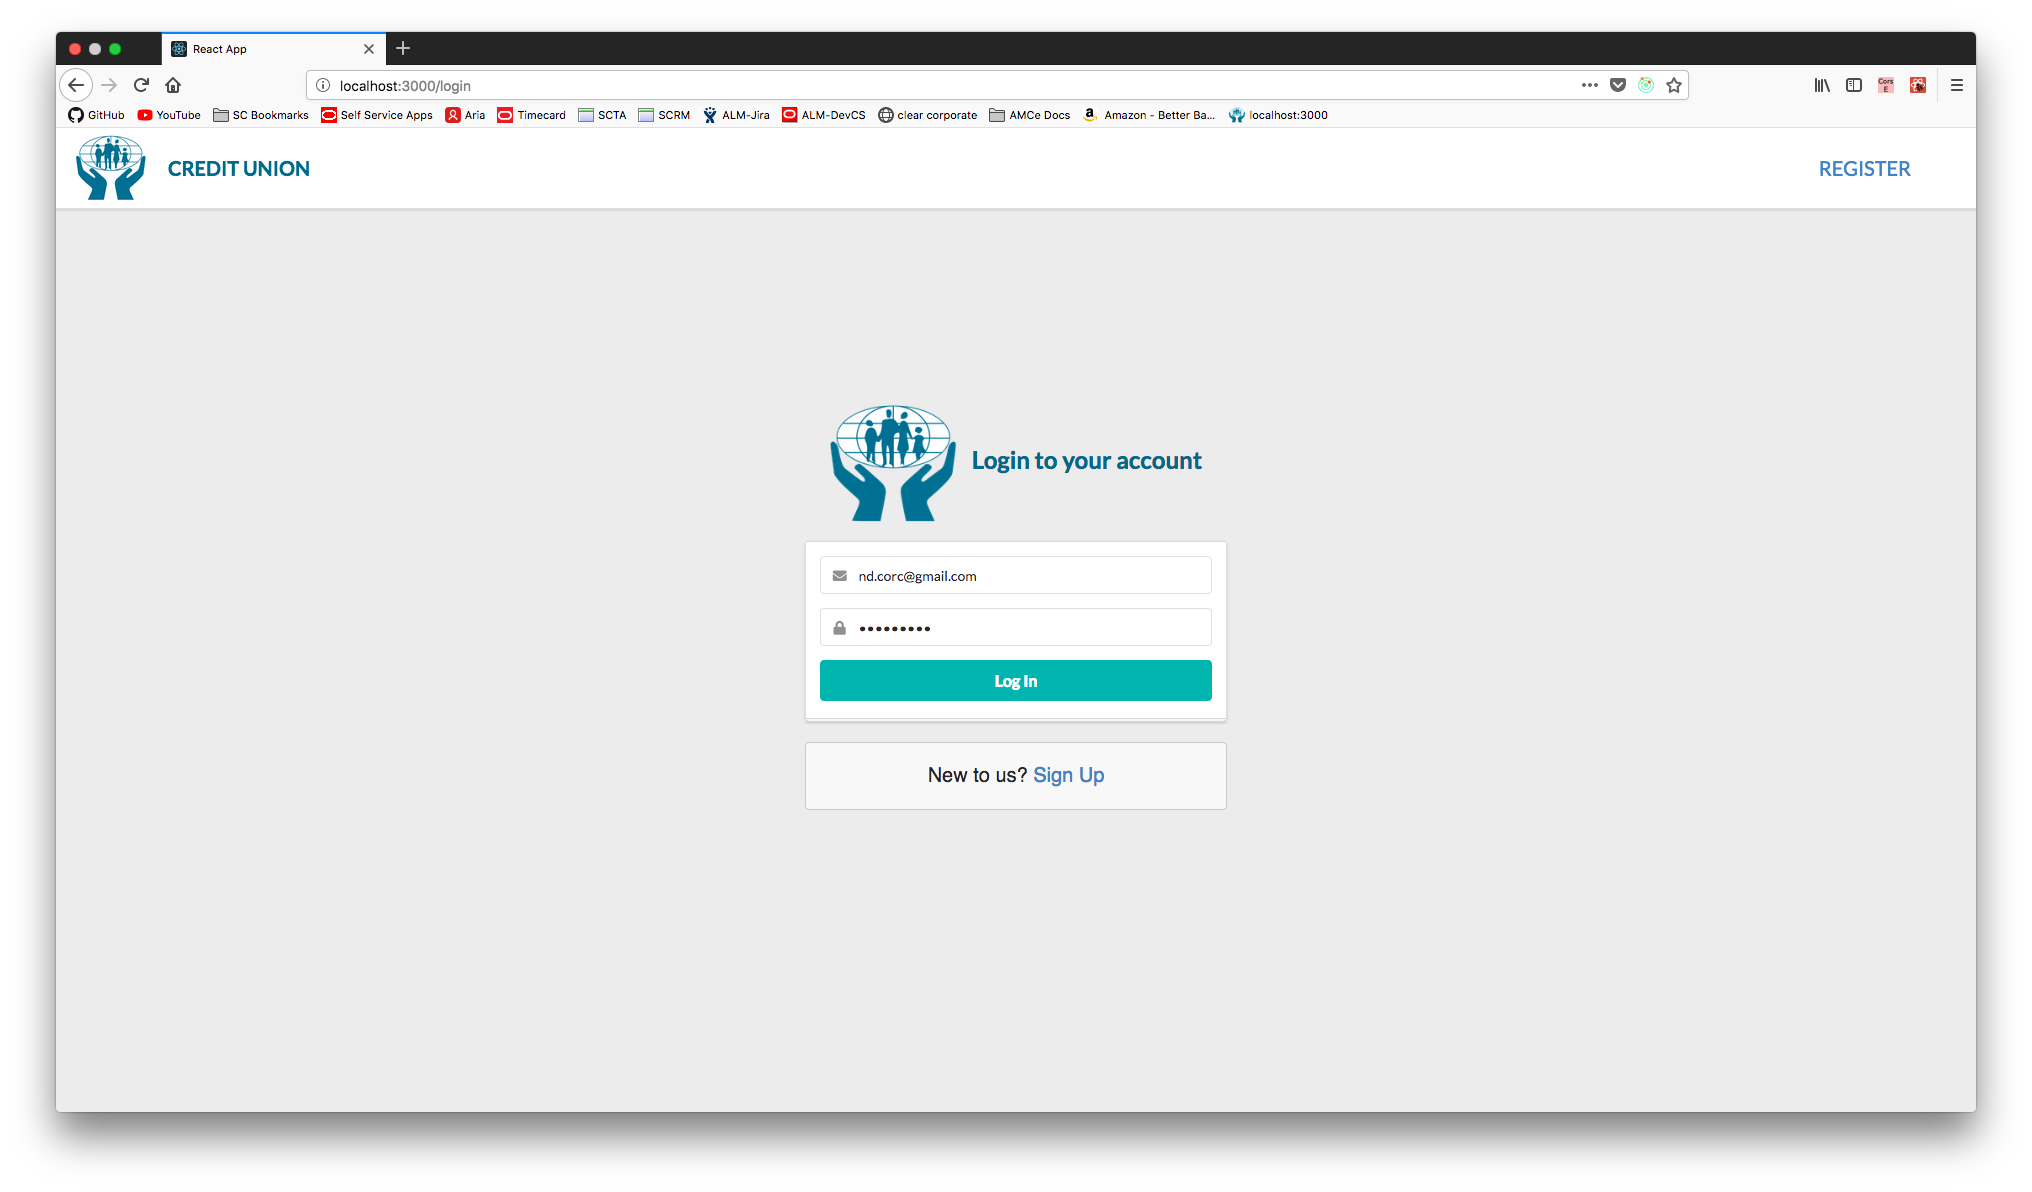 React App
localhost:3000/login
GitHub YouTube SC Bookmarks Self Service Apps Aria Timecard SCTA SCRM ALM-Jira ALM-DevCS clear corporate AMCe Docs Amazon - Better Ba... localhost:3000
Cors
E
CREDIT UNION REGISTER
Login to your account
nd.corc@gmail.com
•••••••••
Log In
New to us? Sign Up